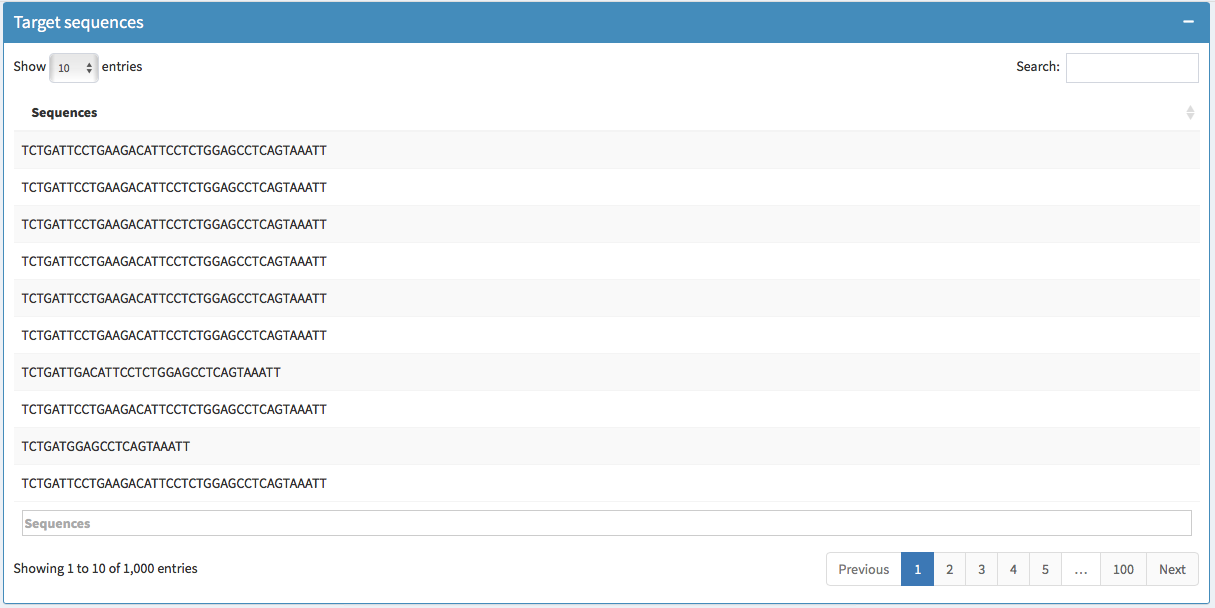 Target sequences
Show 10 entries Search:
Sequences
TCTGATTCCTGAAGACATTCCTCTGGAGCCTCAGTAAATT
TCTGATTCCTGAAGACATTCCTCTGGAGCCTCAGTAAATT
TCTGATTCCTGAAGACATTCCTCTGGAGCCTCAGTAAATT
TCTGATTCCTGAAGACATTCCTCTGGAGCCTCAGTAAATT
TCTGATTCCTGAAGACATTCCTCTGGAGCCTCAGTAAATT
TCTGATTCCTGAAGACATTCCTCTGGAGCCTCAGTAAATT
TCTGATTGACATTCCTCTGGAGCCTCAGTAAATT
TCTGATTCCTGAAGACATTCCTCTGGAGCCTCAGTAAATT
TCTGATGGAGCCTCAGTAAATT
TCTGATTCCTGAAGACATTCCTCTGGAGCCTCAGTAAATT
Sequences
Showing 1 to 10 of 1,000 entries Previous 1 2 3 4 5 … 100 Next